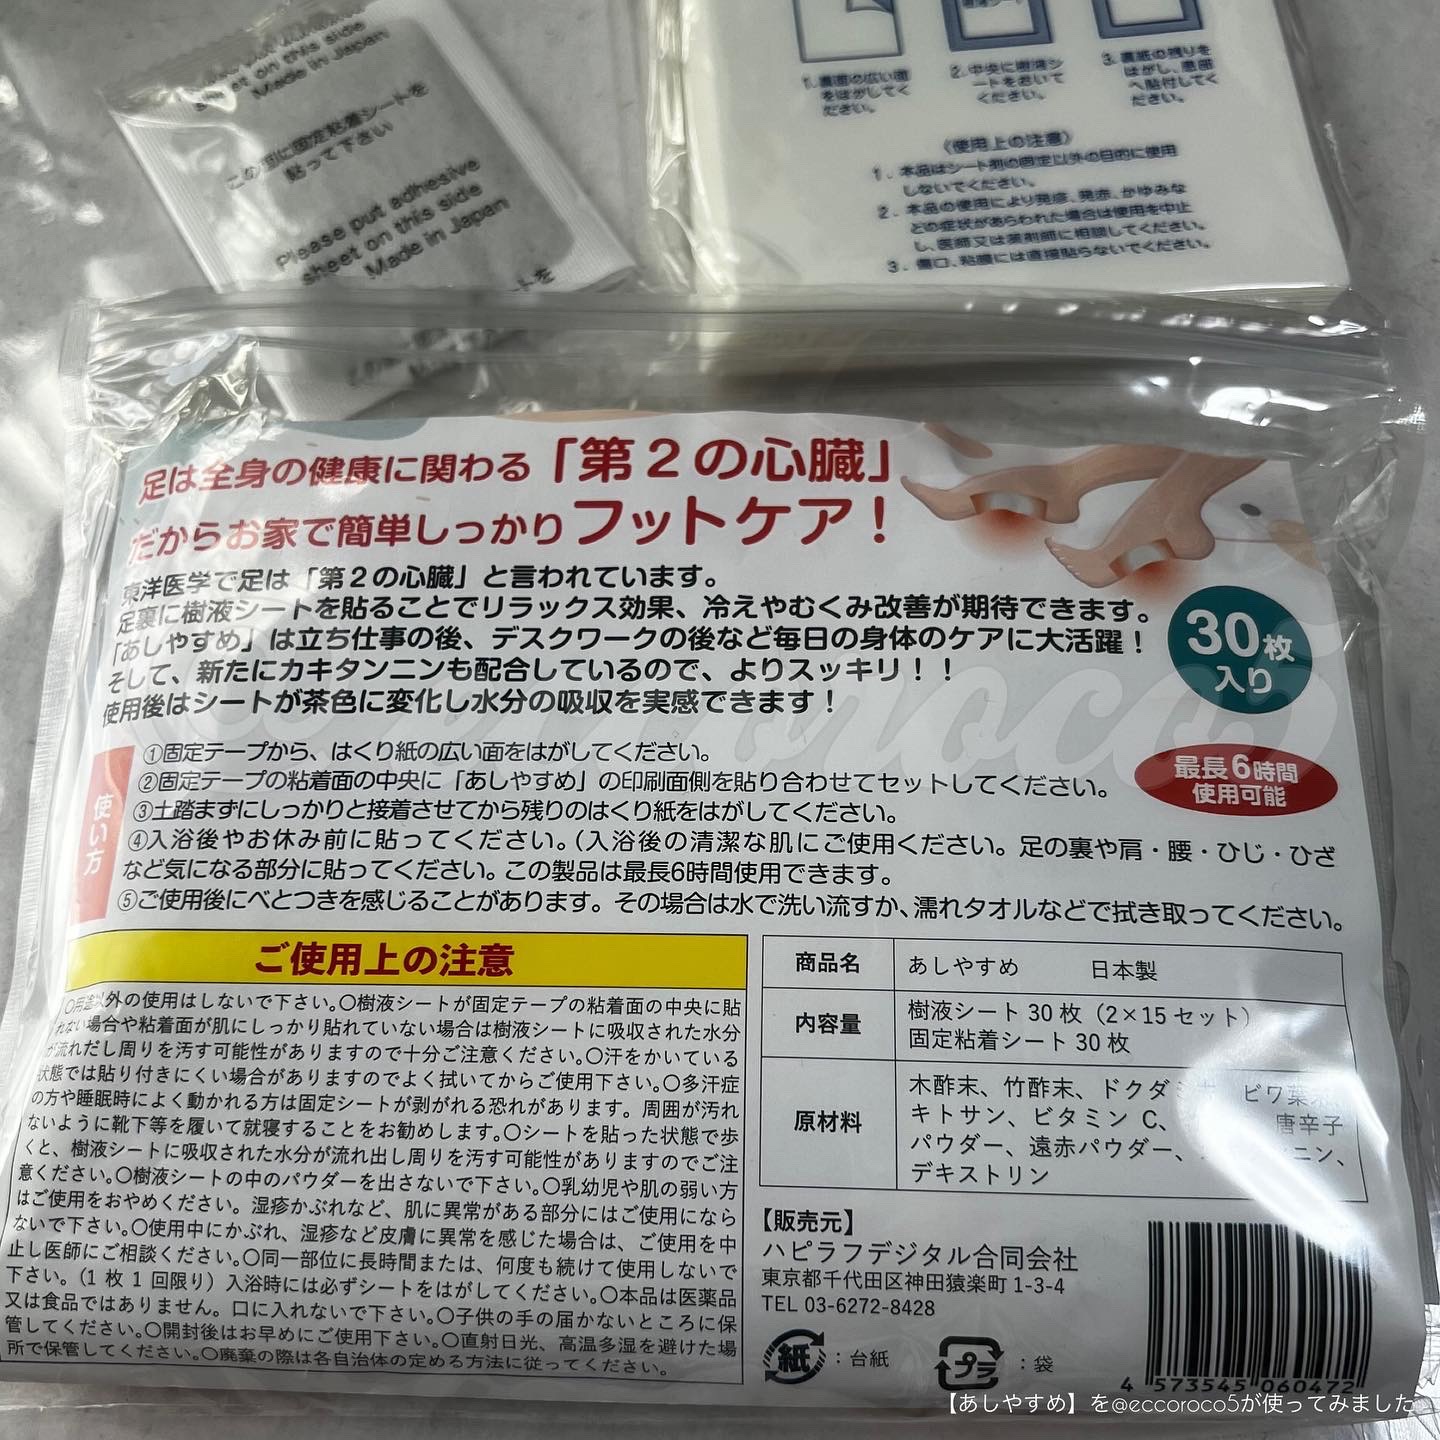 sheet on this side
Made in Japan
この面に固定粘着シートを
貼って下さい
Please put adhesive
sheet on this side
Made in Japan
1.裏面の広い面
をはがしてく
ださい。
2.中央に樹液シ
ートをおいて
ください。
3.裏紙の残りを
はがし、患部
へ貼付してく
ださい。
〈使用上の注意〉
1.本品はシート剤の固定以外の目的に使用
しないでください。
2.本品の使用により発疹、発赤、かゆみな
どの症状があらわれた場合は使用を中止
し、医師又は薬剤師に相談してください。
3.傷口、粘膜には直接貼らないでください。
足は全身の健康に関わる「第2の心臓」
だからお家で簡単しっかりフットケア!
東洋医学で足は「第2の心臓」と言われています。
足裏に樹液シートを貼ることでリラックス効果、冷えやむくみ改善が期待できます。
「あしやすめ」は立ち仕事の後、デスクワークの後など毎日の身体のケアに大活躍!
そして、新たにカキタンニンも配合しているので、よりスッキリ!!
使用後はシートが茶色に変化し水分の吸収を実感できます!
30枚
入り
最長6時間
使用可能
使い方
①固定テープから、はくり紙の広い面をはがしてください。
②固定テープの粘着面の中央に「あしやすめ」の印刷面側を貼り合わせてセットしてください。
③土踏まずにしっかりと接着させてから残りのはくり紙をはがしてください。
④入浴後やお休み前に貼ってください。(入浴後の清潔な肌にご使用ください。足の裏や肩・腰・ひじ・ひざ
など気になる部分に貼ってください。この製品は最長6時間使用できます。
⑤ご使用後にべとつきを感じることがあります。その場合は水で洗い流すか、濡れタオルなどで拭き取ってください。
ご使用上の注意
○用途以外の使用はしないで下さい。○樹液シートが固定テープの粘着面の中央に貼
れない場合や粘着面が肌にしっかり貼れていない場合は樹液シートに吸収された水分
が流れだし周りを汚す可能性がありますので十分ご注意ください。○汗をかいている
状態では貼り付きにくい場合がありますのでよく拭いてからご使用下さい。○多汗症
の方や睡眠時によく動かれる方は固定シートが剥がれる恐れがあります。周囲が汚れ
ないように靴下等を履いて就寝することをお勧めします。○シートを貼った状態で歩
くと、樹液シートに吸収された水分が流れ出し周りを汚す可能性がありますのでご注
意ください。○樹液シートの中のパウダーを出さないで下さい。○乳幼児や肌の弱い方
はご使用をおやめください。湿疹かぶれなど、肌に異常がある部分にはご使用になら
ないで下さい。○使用中にかぶれ、湿疹など皮膚に異常を感じた場合は、ご使用を中
止し医師にご相談ください。○同一部位に長時間または、何度も続けて使用しないで
下さい。(1枚1回限り)入浴時には必ずシートをはがしてください。○本品は医薬品
又は食品ではありません。口に入れないで下さい。○子供の手の届かないところに保
管してください。○開封後はお早めにご使用下さい。○直射日光、高温多湿を避けた場
所で保管してください。○廃棄の際は各自治体の定める方法に従ってください。
商品名 あしやすめ 日本製
内容量 樹液シート 30枚(2×15セット)
固定粘着シート 30枚
原材料 木酢末、竹酢末、ドクダミ ビワ葉
キトサン、ビタミン C、 唐辛子
パウダー、遠赤パウダー、 ンニン、
デキストリン
【販売元】
ハピラフデジタル合同会社
東京都千代田区神田猿楽町 1-3-4
TEL 03-6272-8428
紙:台紙 プラ:袋
4 573545 060472
【あしやすめ】を@eccoroco5が使ってみました